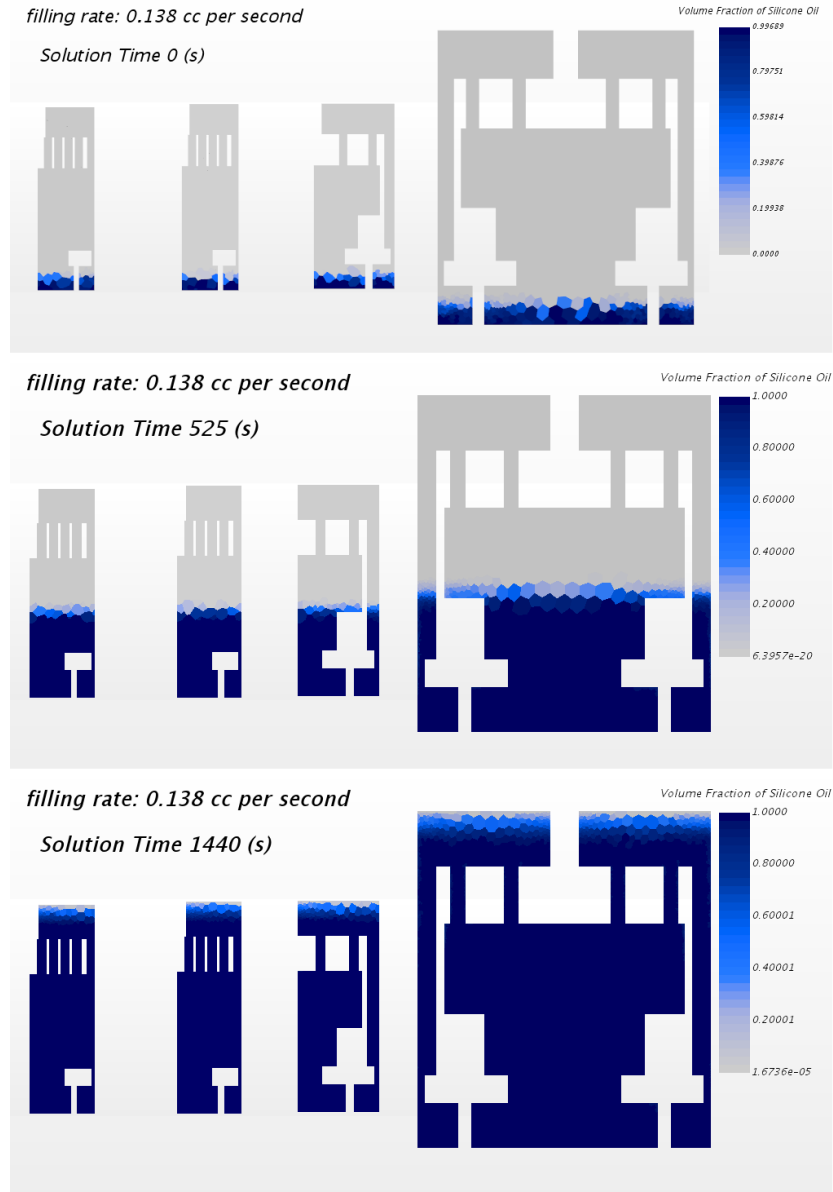 filling rate: 0.138 cc per second
Solution Time 0 (s)
Volume Fraction of Silicone Oil
0.99689
0.79751
0.59814
0.39876
0.19938
0.0000
filling rate: 0.138 cc per second
Solution Time 525 (s)
Volume Fraction of Silicone Oil
1.0000
0.80000
0.60000
0.40000
0.20000
6.3957e-20
filling rate: 0.138 cc per second
Solution Time 1440 (s)
Volume Fraction of Silicone Oil
1.0000
0.80000
0.60001
0.40001
0.20001
1.6736e-05